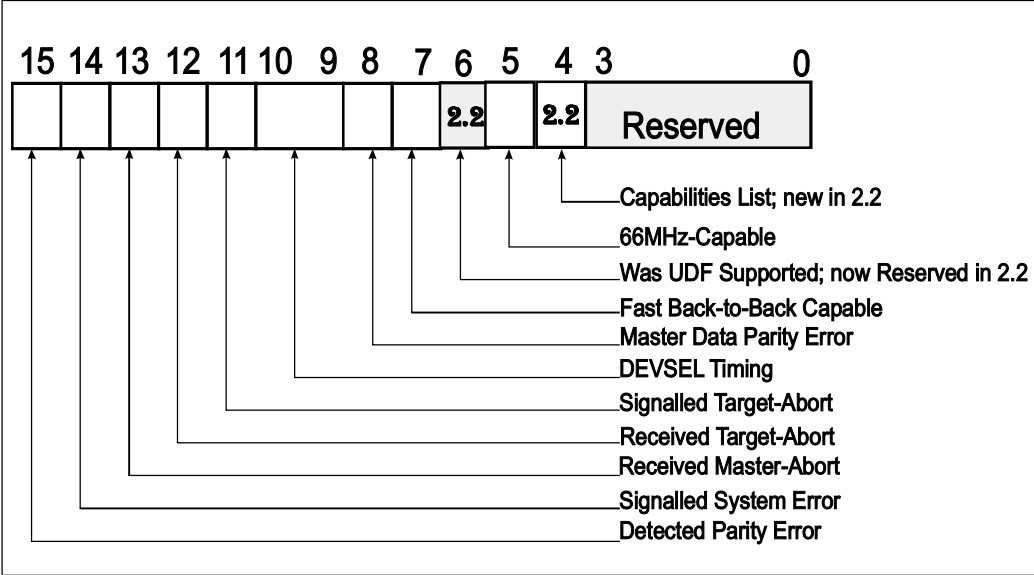 15 14 13 12 11 10 9 8 7 6 5 4 3 0
2.2 2.2 Reserved
Capabilities List; new in 2.2
66MHz-Capable
Was UDF Supported; now Reserved in 2.2
Fast Back-to-Back Capable
Master Data Parity Error
DEVSEL Timing
Signalled Target-Abort
Received Target-Abort
Received Master-Abort
Signalled System Error
Detected Parity Error